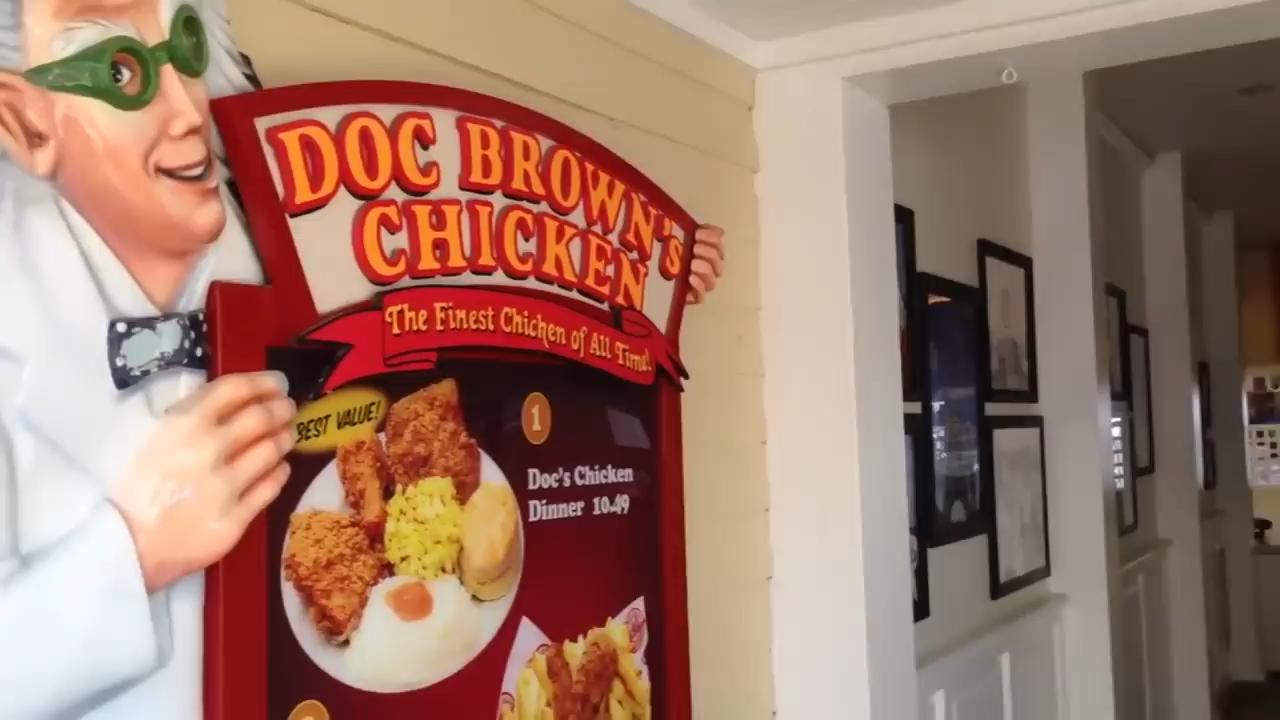 DOC BROWN'S
CHICKEN
The Finest Chicken of All Time!
BEST VALUE!
1
Doc's Chicken
Dinner 10.49